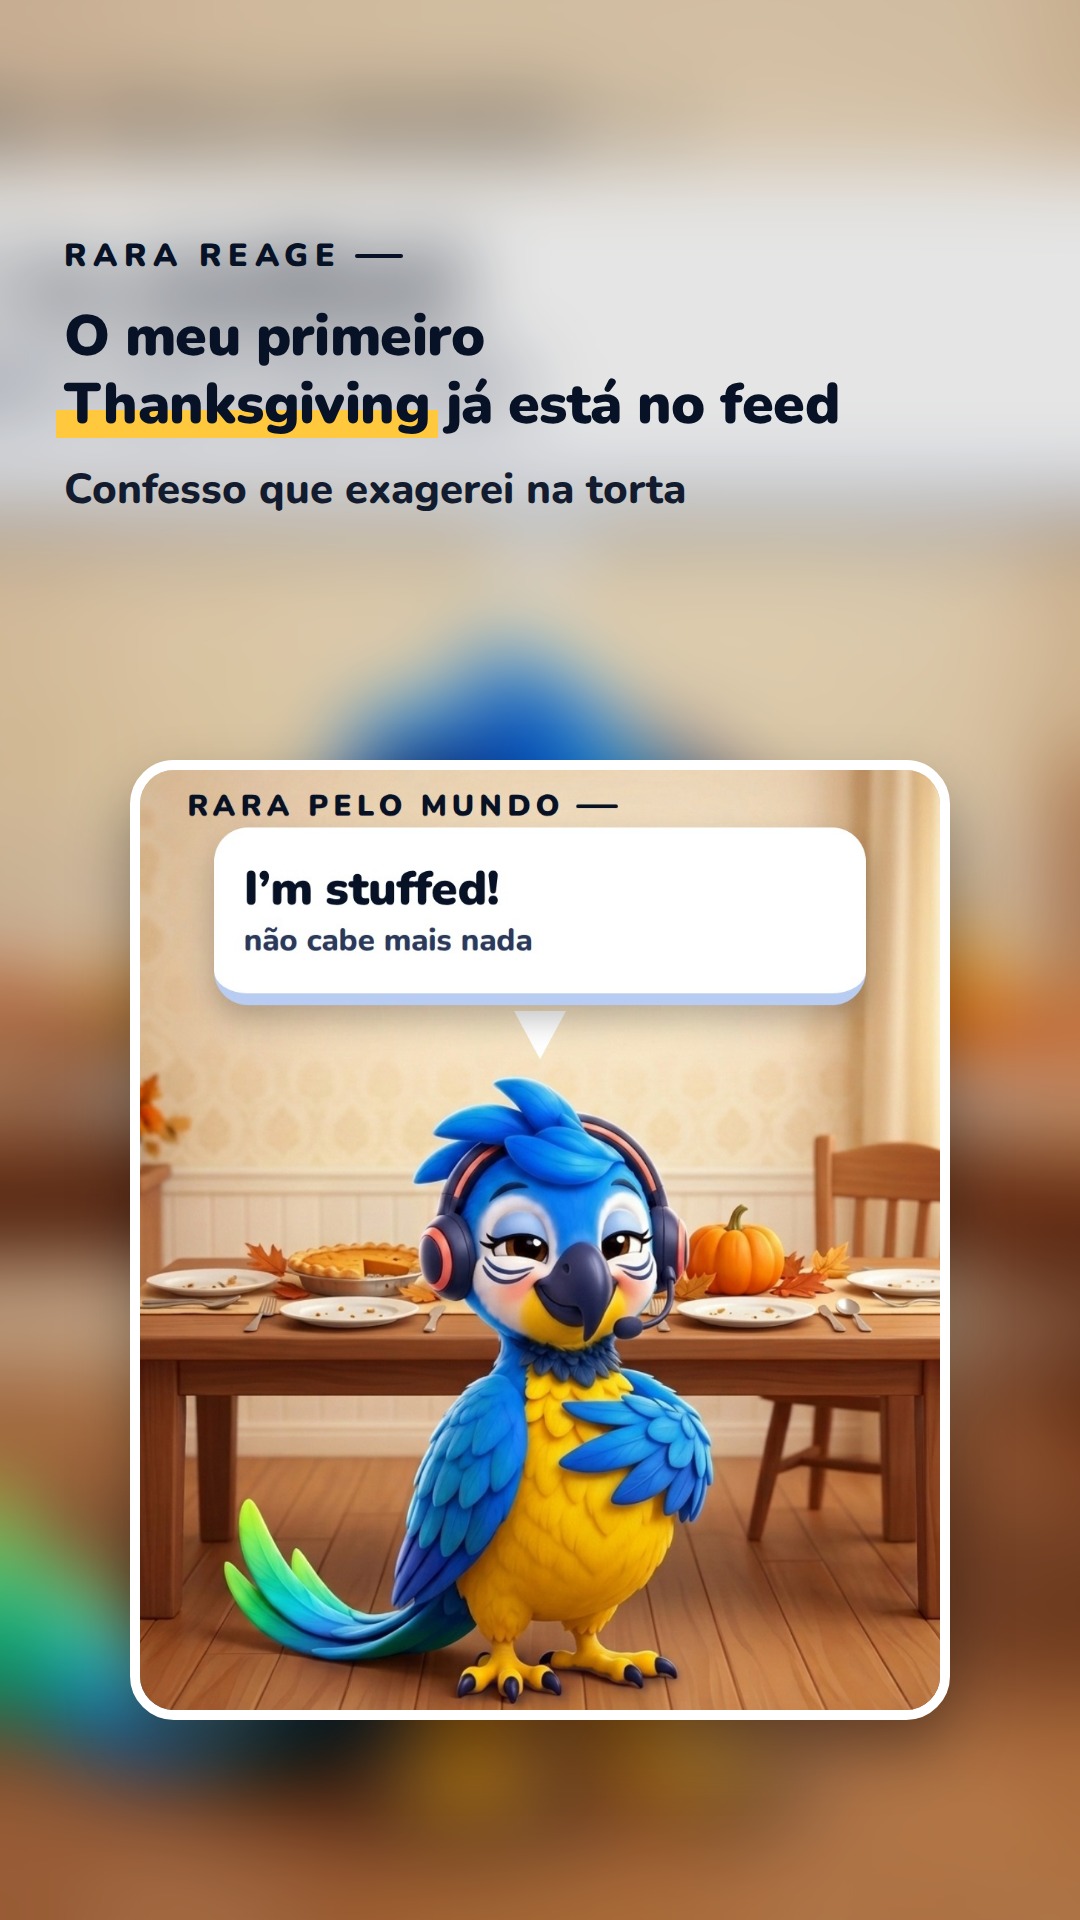 RARA REAGE —
O meu primeiro
Thanksgiving já está no feed
Confesso que exagerei na torta
RARA PELO MUNDO —
I’m stuffed!
não cabe mais nada